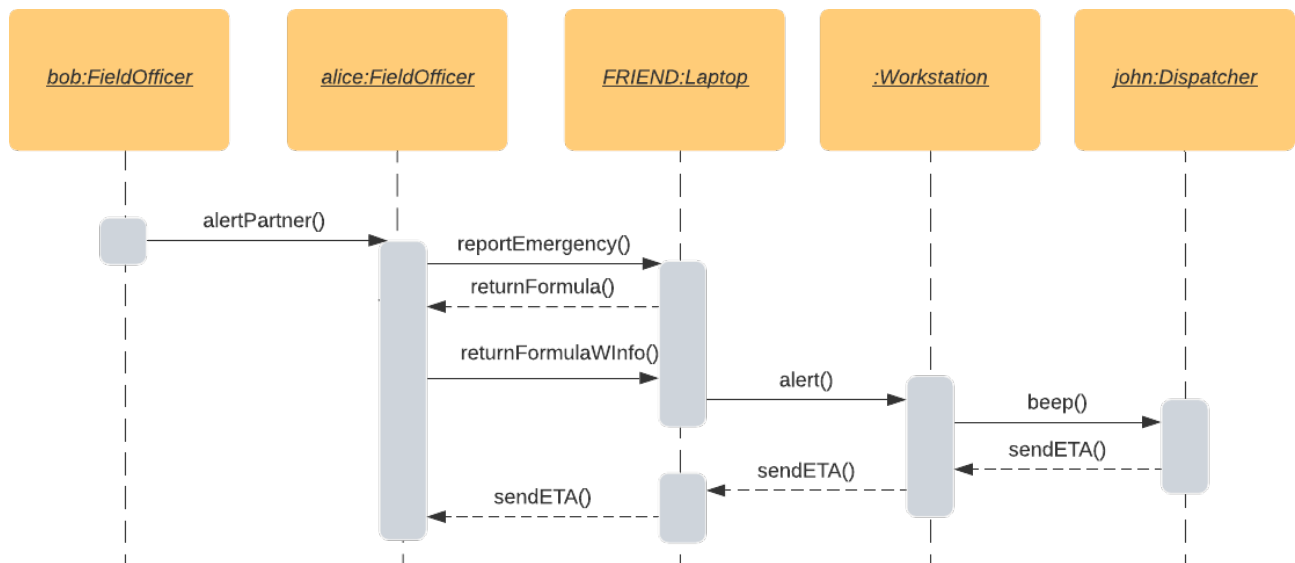 bob:FieldOfficer
alice:FieldOfficer
FRIEND:Laptop
:Workstation
john:Dispatcher
alertPartner()
reportEmergency()
returnFormula()
returnFormulaWInfo()
alert()
beep()
sendETA()
sendETA()
sendETA()